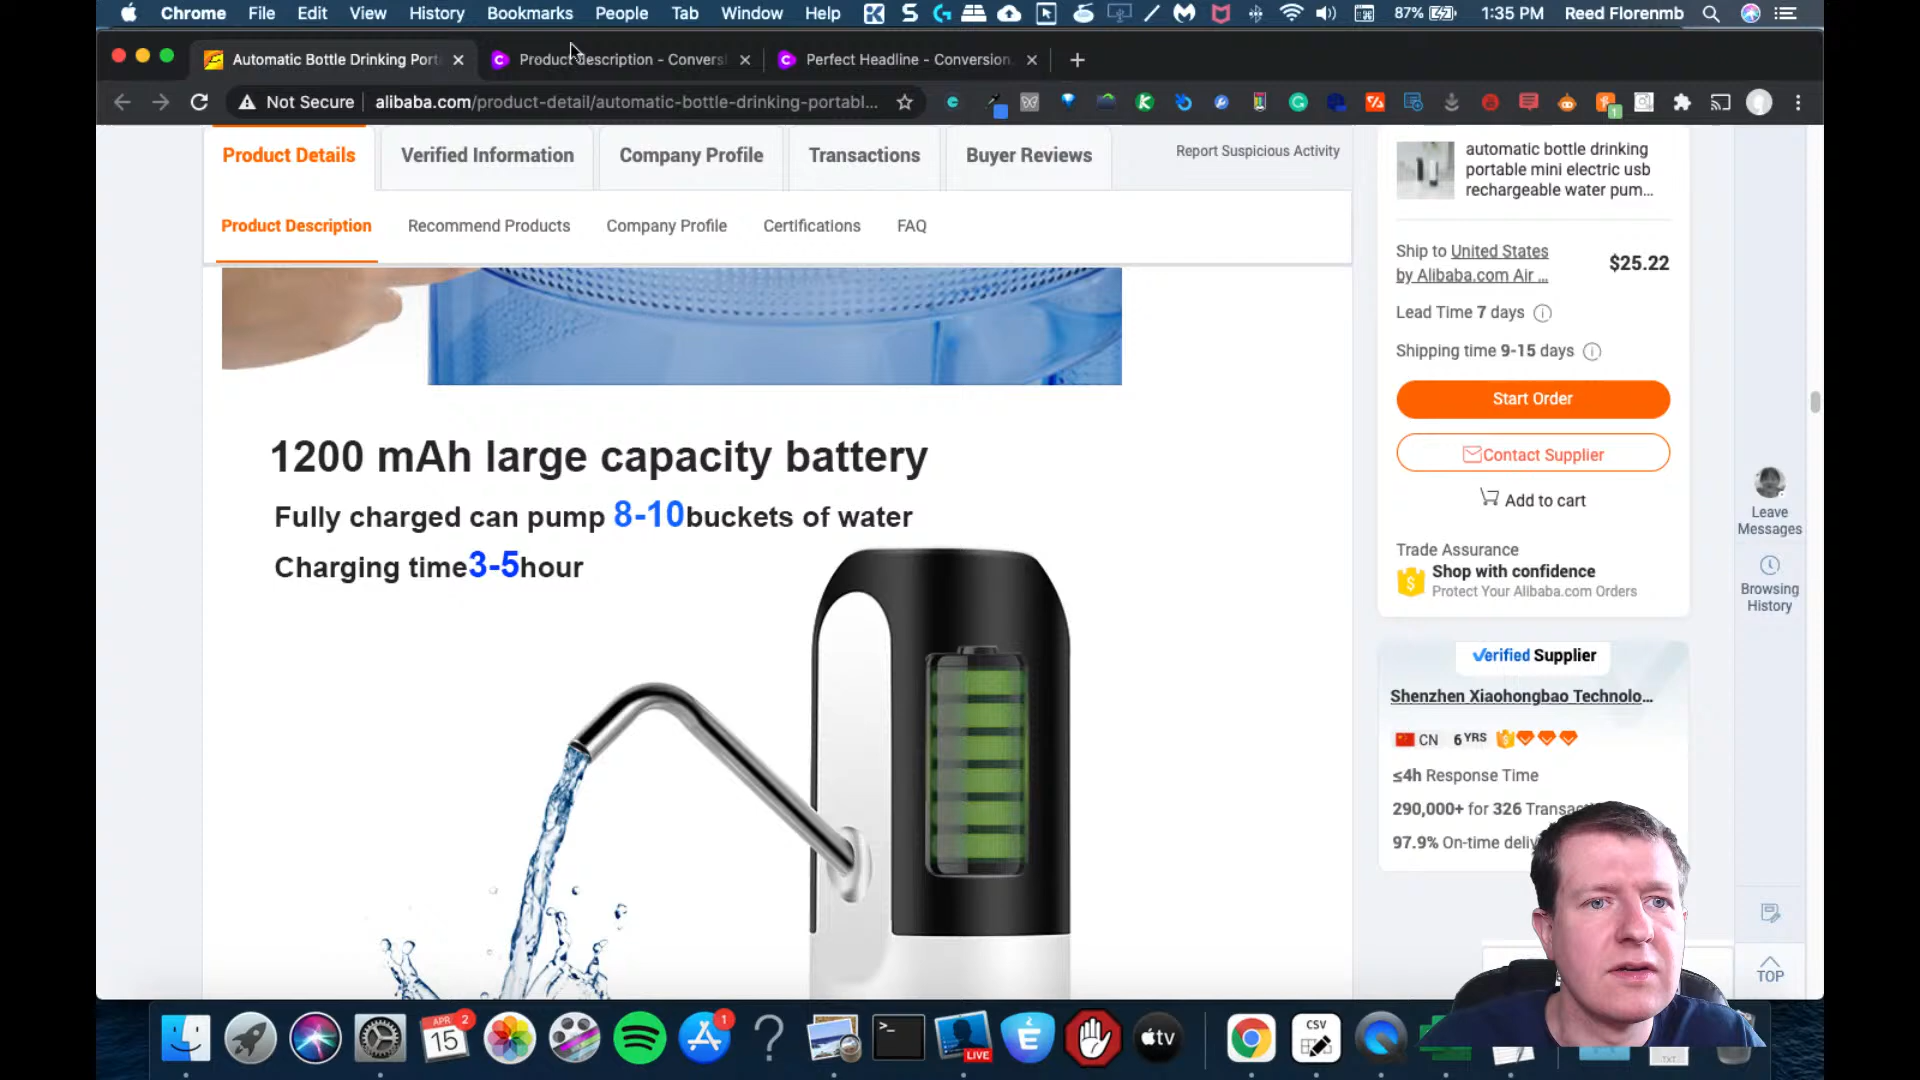 Chrome File Edit View History Bookmarks People Tab Window Help 87% 1:35 PM Reed Florenmb
Automatic Bottle Drinking Port
Product Description - Convers
Perfect Headline - Conversion
Not Secure alibaba.com/product-detail/automatic-bottle-drinking-portabl...
Product Details
Verified Information
Company Profile
Transactions
Buyer Reviews
Report Suspicious Activity
Product Description
Recommend Products
Company Profile
Certifications
FAQ
1200 mAh large capacity battery
Fully charged can pump 8-10buckets of water
Charging time3-5hour
automatic bottle drinking
portable mini electric usb
rechargeable water pum...
Ship to United States
by Alibaba.com Air ...
$25.22
Lead Time 7 days
Shipping time 9-15 days
Start Order
Contact Supplier
Add to cart
Trade Assurance
Shop with confidence
Protect Your Alibaba.com Orders
Verified Supplier
Shenzhen Xiaohongbao Technolo...
CN 6 YRS
≤4h Response Time
290,000+ for 326
97.9% On-time
Leave
Messages
Browsing
History
TOP
APR
15
2
1
LIVE
tv
CSV
TXT